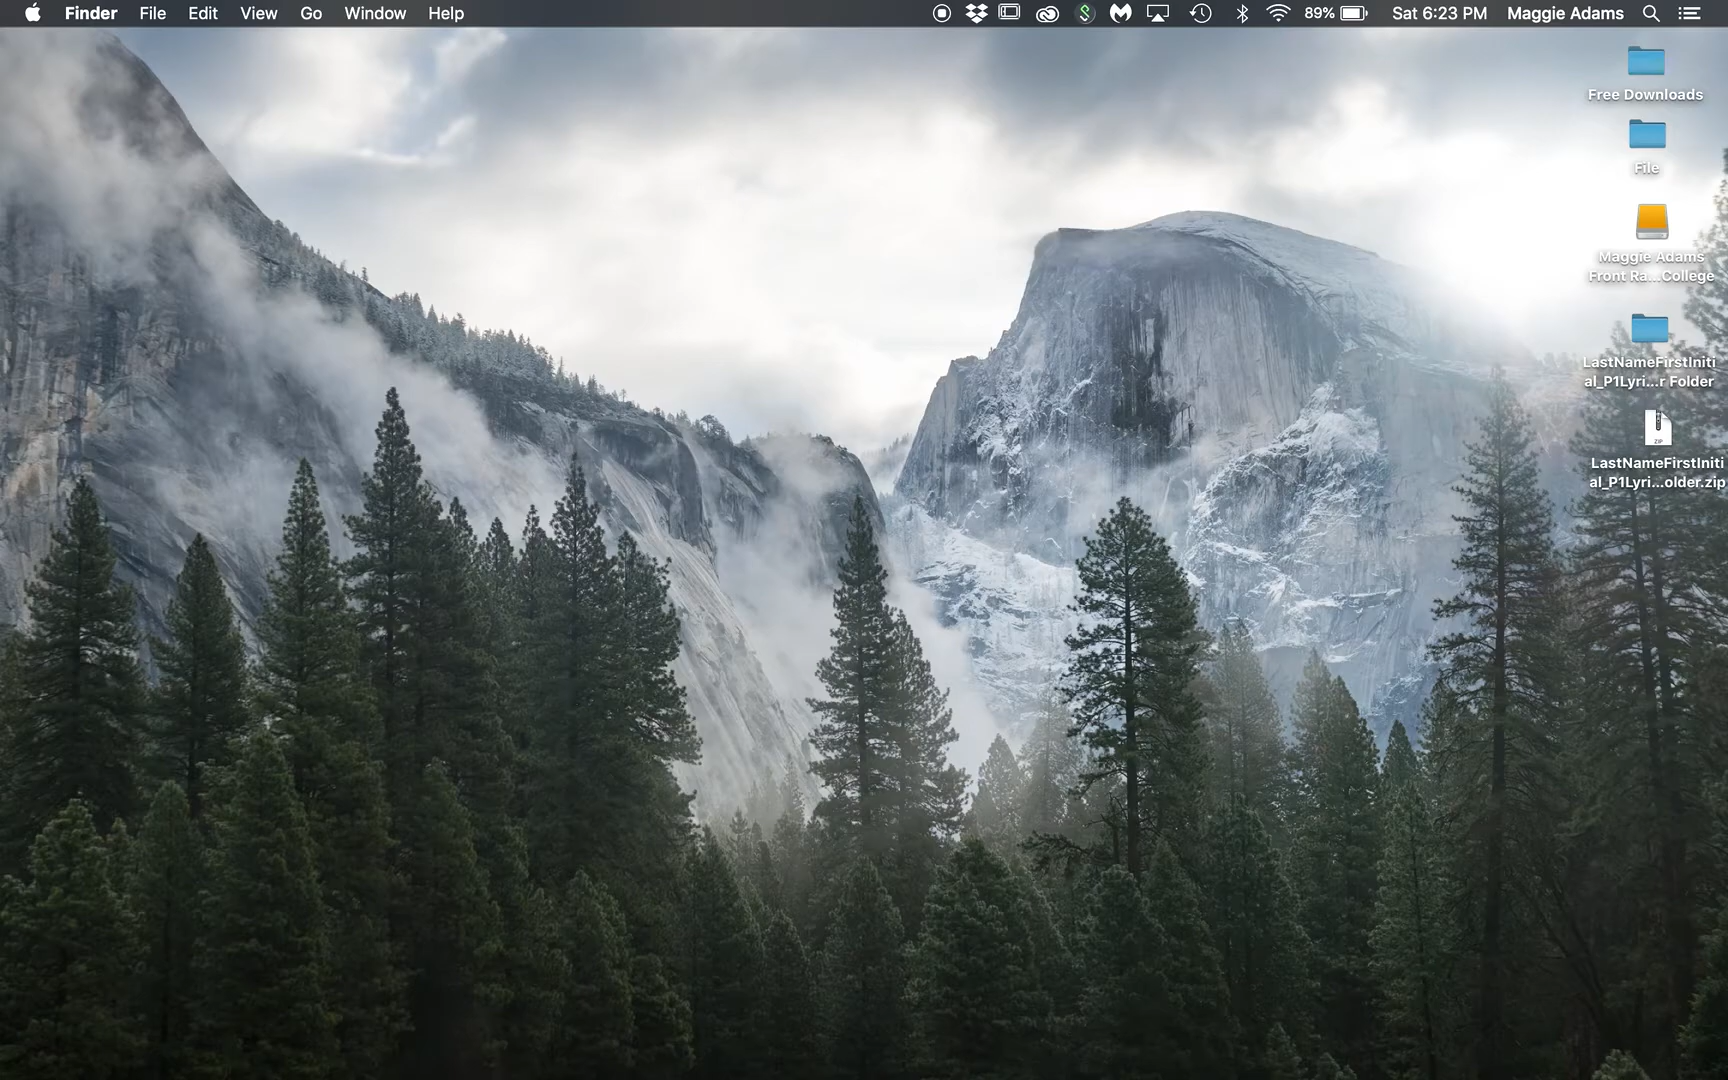 Finder File Edit View Go Window Help 89% Sat 6:23 PM Maggie Adams
Free Downloads
File
Maggie Adams
Front Ra...College
LastNameFirstIniti
al_P1Lyri...r Folder
ZIP
LastNameFirstIniti
al_P1Lyri...older.zip